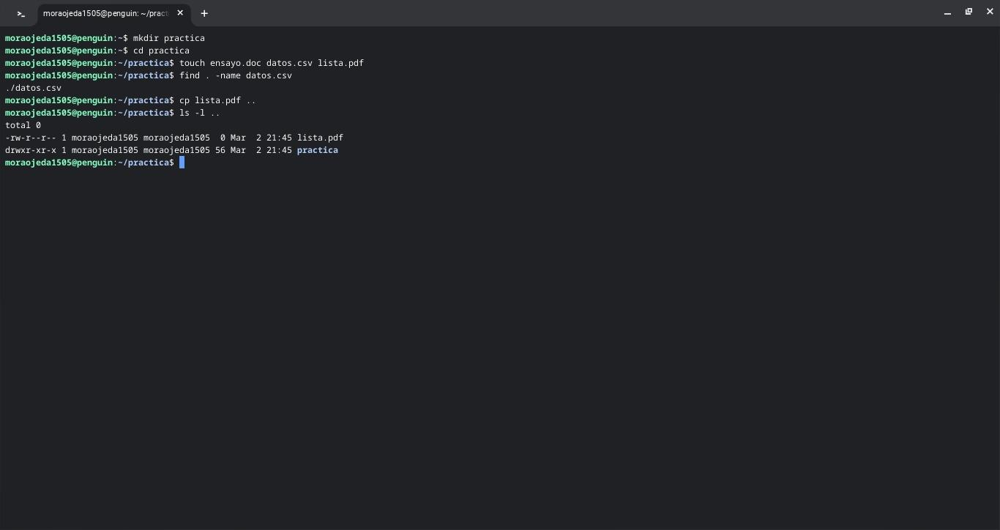 moraojeda1505@penguin: ~/pract
moraojeda1505@penguin:~$ mkdir practica
moraojeda1505@penguin:~$ cd practica
moraojeda1505@penguin:~/practica$ touch ensayo.doc datos.csv lista.pdf
moraojeda1505@penguin:~/practica$ find . -name datos.csv
./datos.csv
moraojeda1505@penguin:~/practica$ cp lista.pdf ..
moraojeda1505@penguin:~/practica$ ls -l ..
total 0
-rw-r--r-- 1 moraojeda1505 moraojeda1505  0 Mar  2 21:45 lista.pdf
drwxr-xr-x 1 moraojeda1505 moraojeda1505 56 Mar  2 21:45 practica
moraojeda1505@penguin:~/practica$